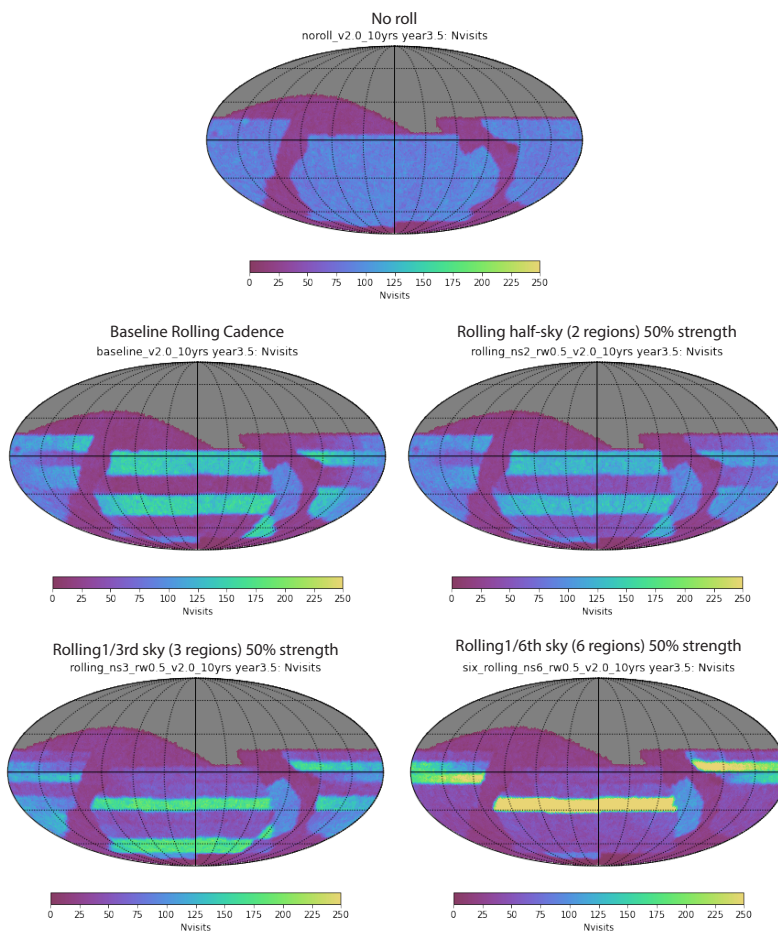 No roll
noroll_v2.0_10yrs year3.5: Nvisits
0 25 50 75 100 125 150 175 200 225 250
Nvisits
Baseline Rolling Cadence
baseline_v2.0_10yrs year3.5: Nvisits
0 25 50 75 100 125 150 175 200 225 250
Nvisits
Rolling half-sky (2 regions) 50% strength
rolling_ns2_rw0.5_v2.0_10yrs year3.5: Nvisits
0 25 50 75 100 125 150 175 200 225 250
Nvisits
Rolling1/3rd sky (3 regions) 50% strength
rolling_ns3_rw0.5_v2.0_10yrs year3.5: Nvisits
0 25 50 75 100 125 150 175 200 225 250
Nvisits
Rolling1/6th sky (6 regions) 50% strength
six_rolling_ns6_rw0.5_v2.0_10yrs year3.5: Nvisits
0 25 50 75 100 125 150 175 200 225 250
Nvisits